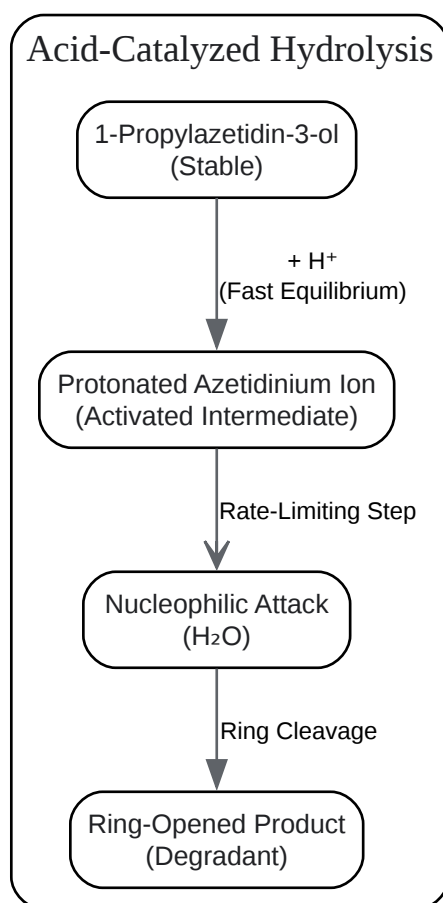 Acid-Catalyzed Hydrolysis
1-Propylazetidin-3-ol
(Stable)
+ H⁺
(Fast Equilibrium)
Protonated Azetidinium Ion
(Activated Intermediate)
Rate-Limiting Step
Nucleophilic Attack
(H₂O)
Ring Cleavage
Ring-Opened Product
(Degradant)